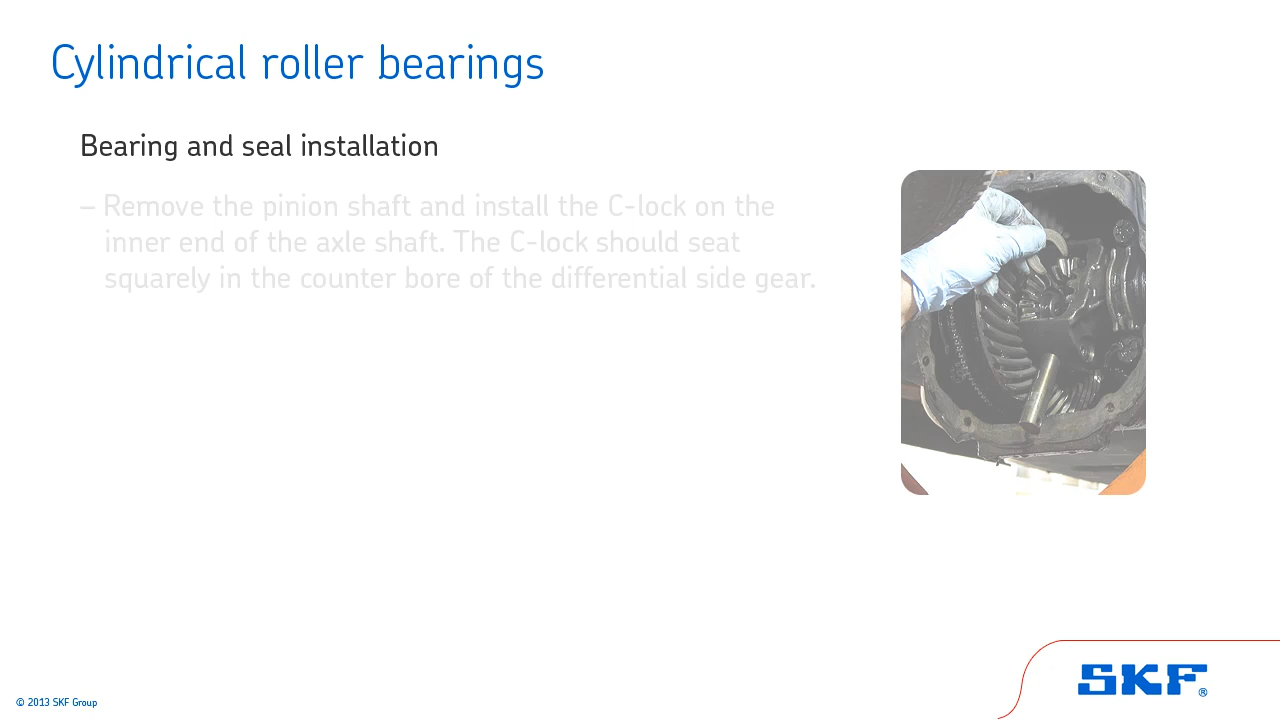 Cylindrical roller bearings
Bearing and seal installation
– Remove the pinion shaft and install the C-lock on the
inner end of the axle shaft. The C-lock should seat
squarely in the counter bore of the differential side gear.
© 2013 SKF Group
SKF®